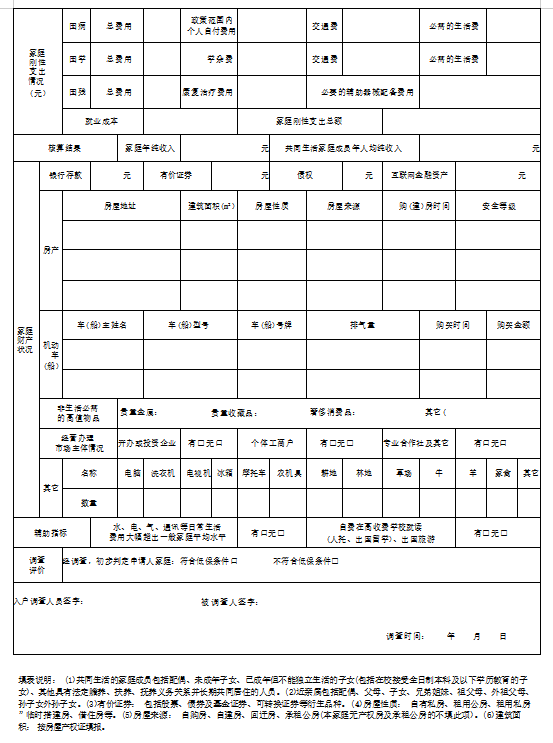 家庭刚性支出情况（元）
因病 总费用 政策范围内个人自付费用 交通费 必需的生活费
因学 总费用 学杂费 交通费 必需的生活费
因残 总费用 康复治疗费用 必要的辅助器械配备费用
就业成本 家庭刚性支出总额
核算结果 家庭年纯收入 元 共同生活家庭成员年人均纯收入 元
家庭财产状况
银行存款 元 有价证券 元 债权 元 互联网金融资产 元
房产
房屋地址 建筑面积(㎡) 房屋性质 房屋来源 购(建)房时间 安全等级
机动车(船)
车(船)主姓名 车(船)型号 车(船)号牌 排气量 购买时间 购买金额
非生活必需的高值物品 贵重金属： 贵重收藏品： 奢侈消费品： 其它(
经营办理市场主体情况 开办或投资企业 有口无口 个体工商户 有口无口 专业合作社及其它 有口无口
其它
名称 电脑 洗衣机 电视机 冰箱 摩托车 农机具 耕地 林地 草场 牛 羊 家禽 其它
数量
辅助指标 水、电、气、通讯等日常生活费用大幅超出一般家庭平均水平 有口无口 自费在高收费学校就读(入托、出国留学)、出国旅游 有口无口
调查评价 经调查，初步判定申请人家庭：符合低保条件口 不符合低保条件口
入户调查人员签字： 被调查人签字：
调查时间： 年 月 日
填表说明：(1)共同生活的家庭成员包括配偶、未成年子女、已成年但不能独立生活的子女(包括在校接受全日制本科及以下学历教育的子
女)、其他具有法定赡养、扶养、抚养义务关系并长期共同居住的人员。(2)近亲属包括配偶、父母、子女、兄弟姐妹、祖父母、外祖父母、
孙子女外孙子女。(3)有价证券： 包括股票、债券及基金证券、可转换证券等衍生品种。(4)房屋性质： 自有私房、租用公房、租用私房
”临时搭建房、借住房等。(5)房屋来源： 自购房、自建房、回迁房、承租公房(本家庭无产权房及承租公房的不填此项)。(6)建筑面
积： 按房屋产权证填报。